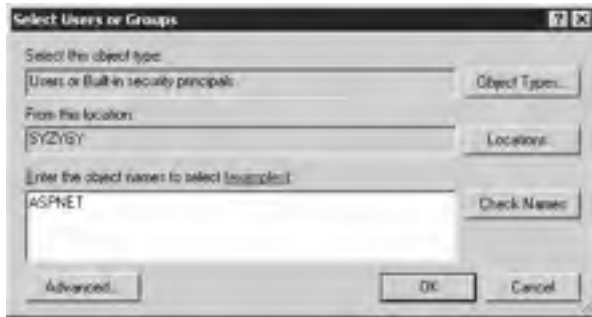 Select Users or Groups
Select this object type:
Users or Built-in security principals
Object Types...
From this location:
SYZYGY
Locations...
Enter the object names to select (examples):
ASPNET
Check Names
Advanced...
OK
Cancel